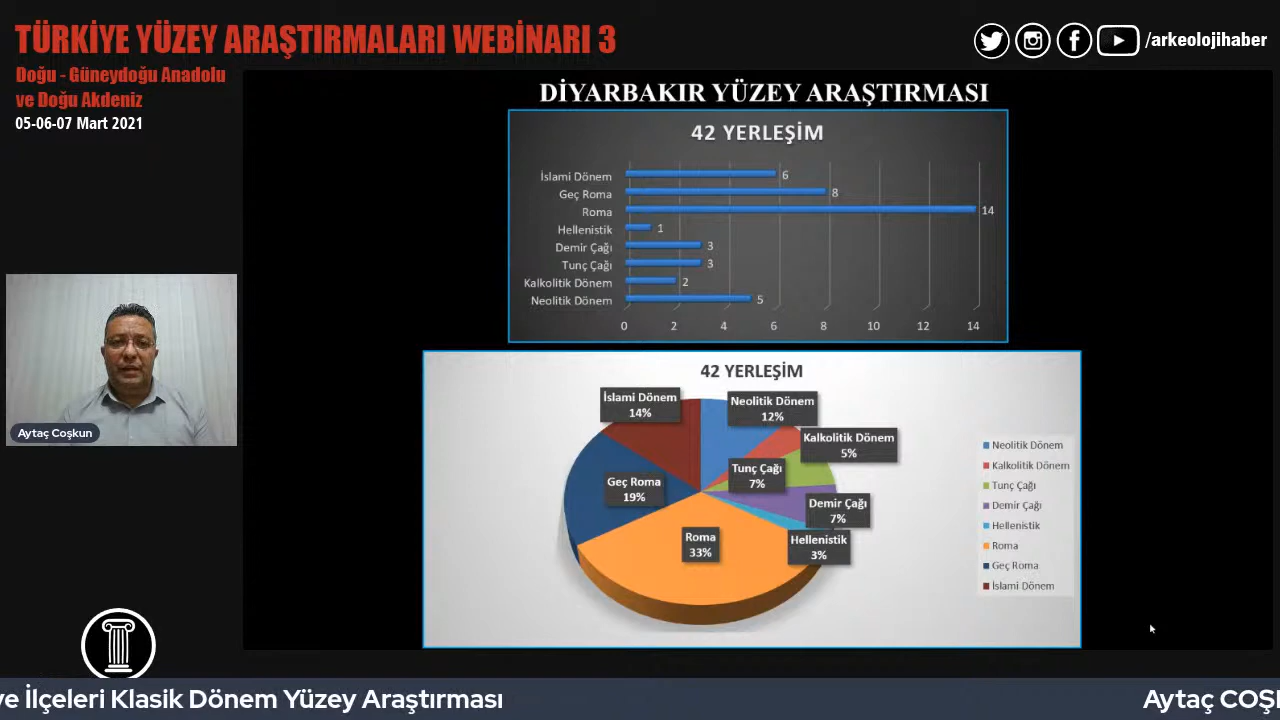 TÜRKİYE YÜZEY ARAŞTIRMALARI WEBİNARI 3
Doğu - Güneydoğu Anadolu
ve Doğu Akdeniz
05-06-07 Mart 2021
/arkeolojihaber
DİYARBAKIR YÜZEY ARAŞTIRMASI
42 YERLEŞİM
İslami Dönem 6
Geç Roma 8
Roma 14
Hellenistik 1
Demir Çağı 3
Tunç Çağı 3
Kalkolitik Dönem 2
Neolitik Dönem 5
0 2 4 6 8 10 12 14
Aytaç Coşkun
42 YERLEŞİM
İslami Dönem
14%
Neolitik Dönem
12%
Kalkolitik Dönem
5%
Tunç Çağı
7%
Geç Roma
19%
Demir Çağı
7%
Roma
33%
Hellenistik
3%
Neolitik Dönem
Kalkolitik Dönem
Tunç Çağı
Demir Çağı
Hellenistik
Roma
Geç Roma
İslami Dönem
ve İlçeleri Klasik Dönem Yüzey Araştırması
Aytaç COŞ